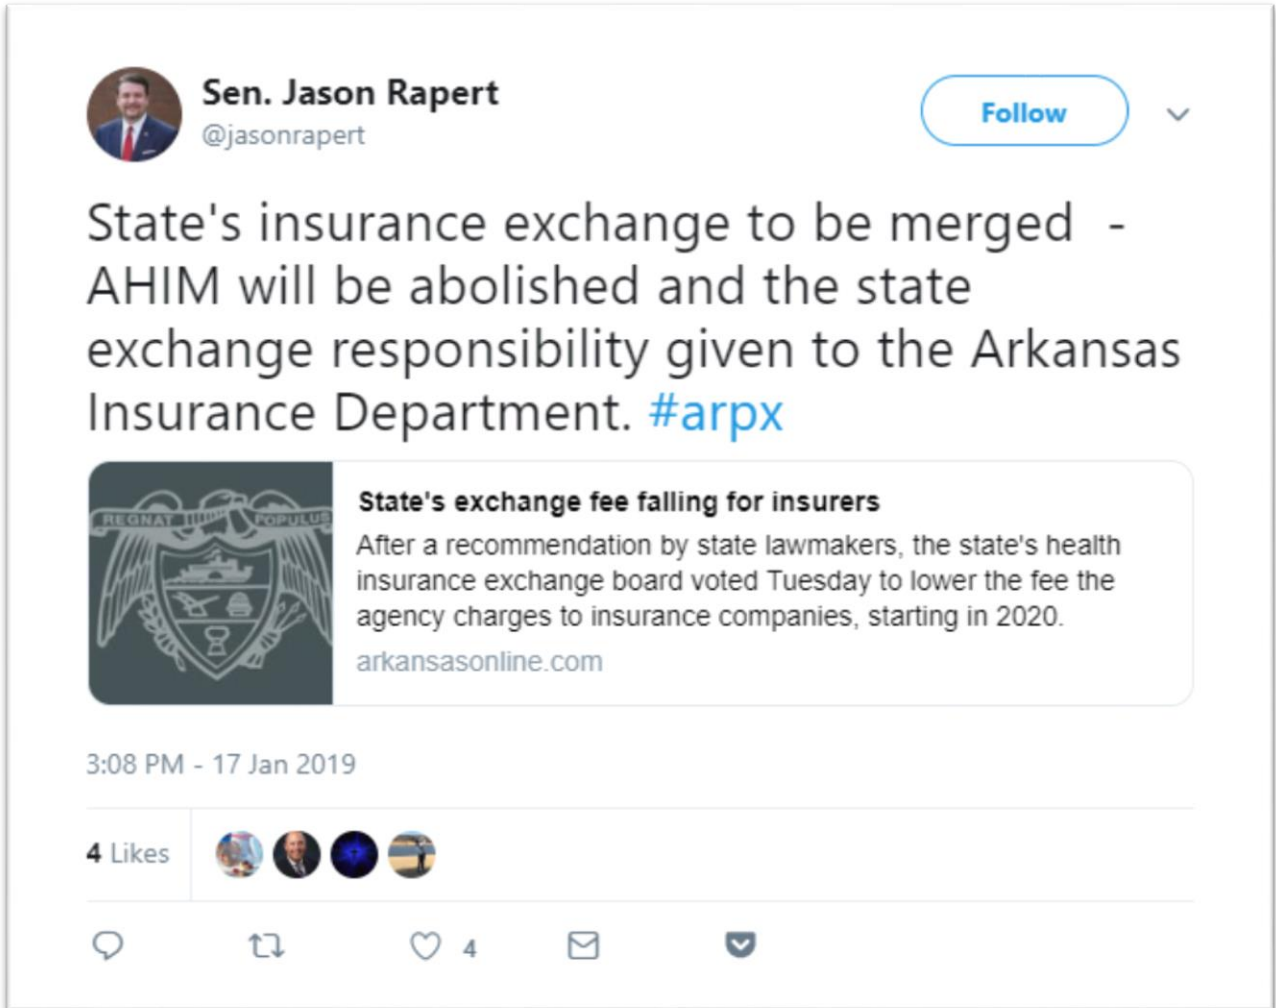 Sen. Jason Rapert
@jasonrapert
Follow
State's insurance exchange to be merged -
AHIM will be abolished and the state
exchange responsibility given to the Arkansas
Insurance Department. #arpx
REGNAT POPULUS
State's exchange fee falling for insurers
After a recommendation by state lawmakers, the state's health
insurance exchange board voted Tuesday to lower the fee the
agency charges to insurance companies, starting in 2020.
arkansasonline.com
3:08 PM - 17 Jan 2019
4 Likes
4